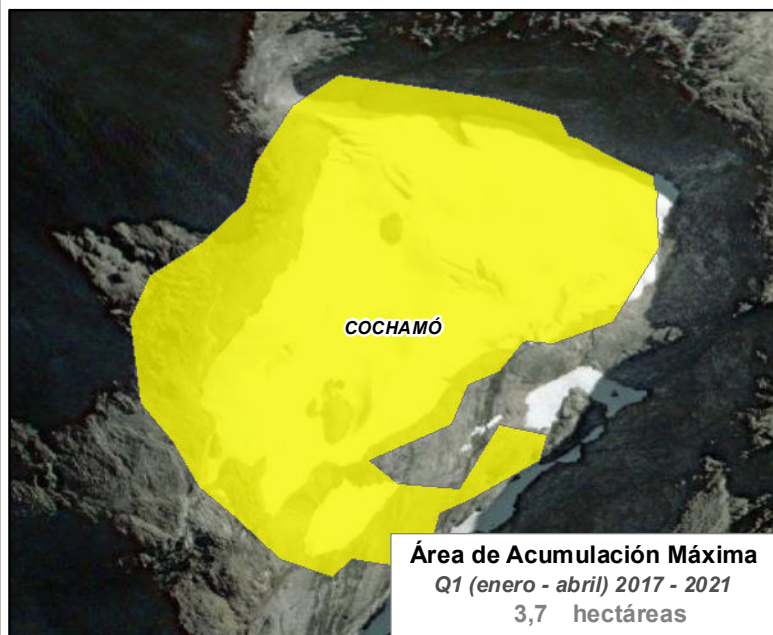 COCHAMÓ
Área de Acumulación Máxima
Q1 (enero - abril) 2017 - 2021
3,7 hectáreas